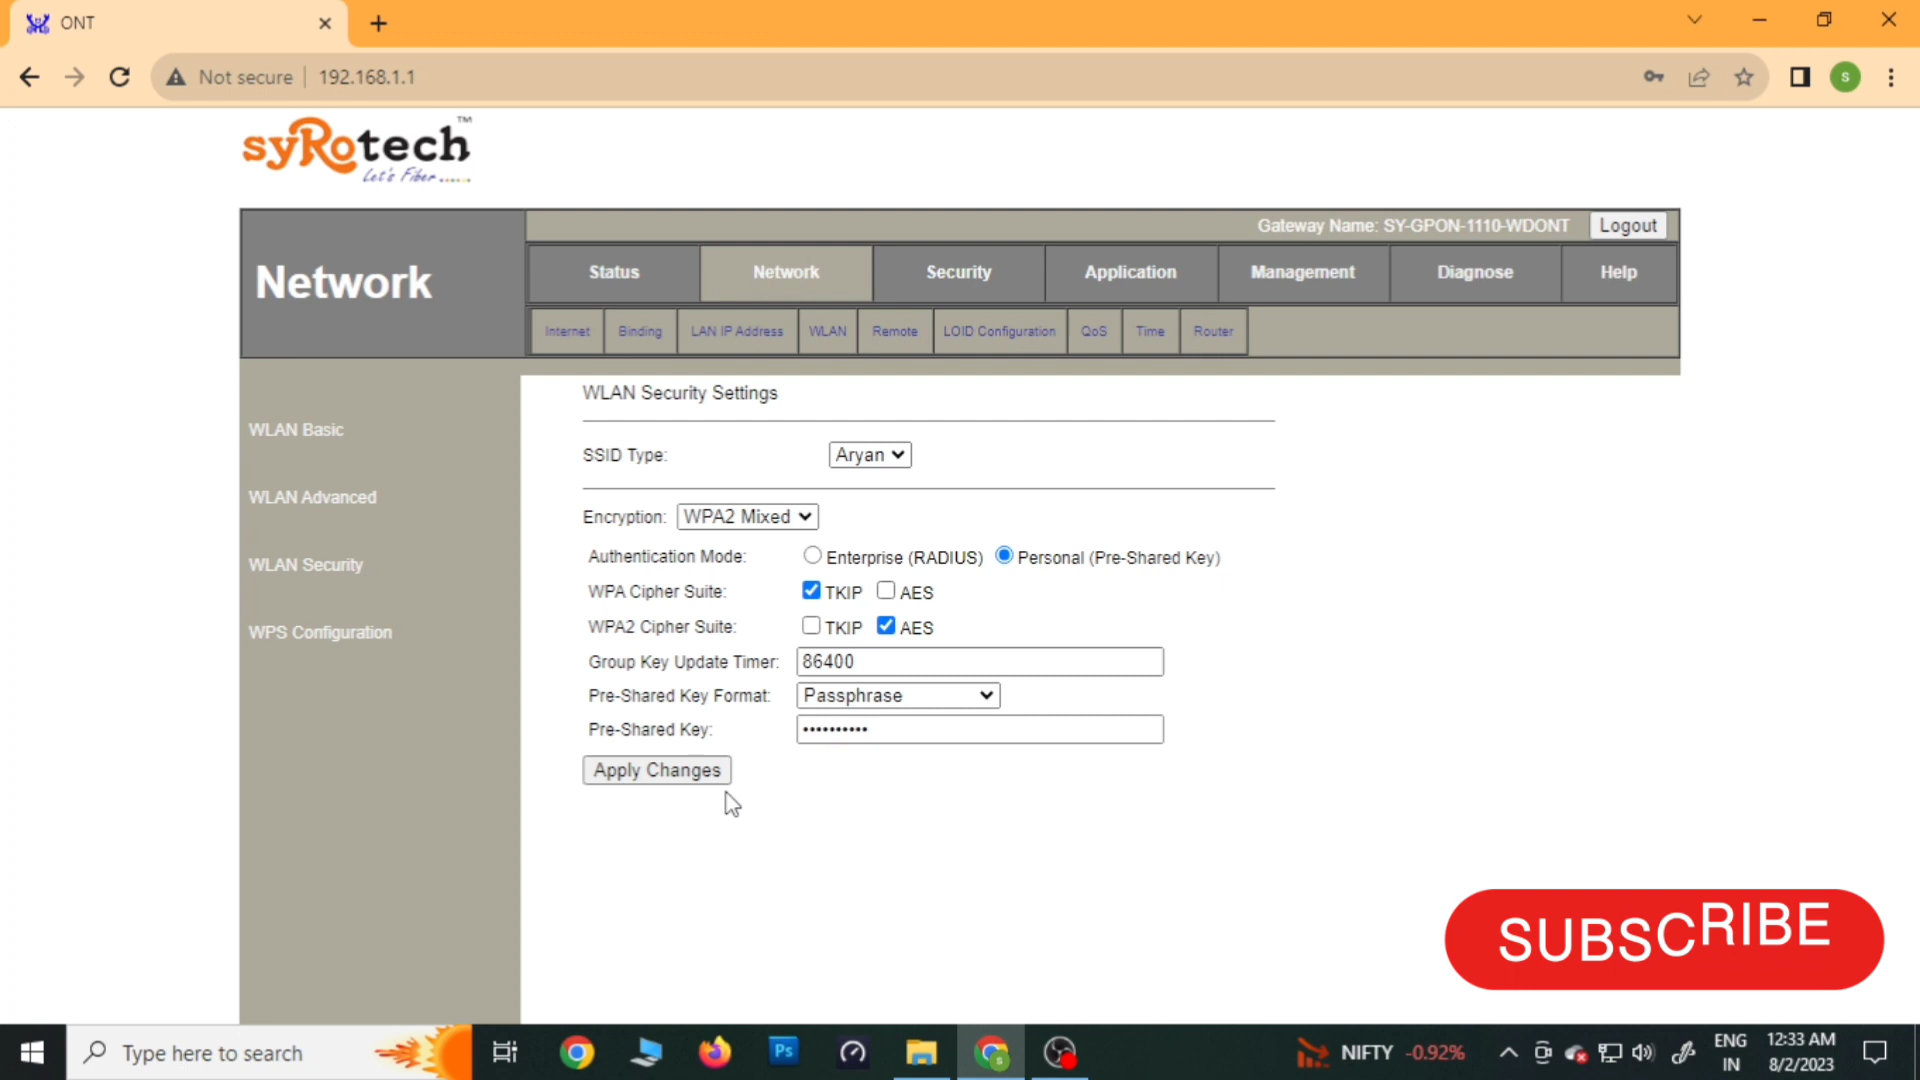 ONT
Not secure 192.168.1.1
S
syRotech™
Let's Fiber......
Gateway Name: SY-GPON-1110-WDONT Logout
Network
Status Network Security Application Management Diagnose Help
Internet Binding LAN IP Address WLAN Remote LOID Configuration QoS Time Router
WLAN Basic
WLAN Advanced
WLAN Security
WPS Configuration
WLAN Security Settings
SSID Type: Aryan
Encryption: WPA2 Mixed
Authentication Mode: Enterprise (RADIUS) Personal (Pre-Shared Key)
WPA Cipher Suite: TKIP AES
WPA2 Cipher Suite: TKIP AES
Group Key Update Timer: 86400
Pre-Shared Key Format: Passphrase
Pre-Shared Key: ••••••••••
Apply Changes
SUBSCRIBE
Type here to search
Ps
S
NIFTY -0.92%
ENG
IN
12:33 AM
8/2/2023